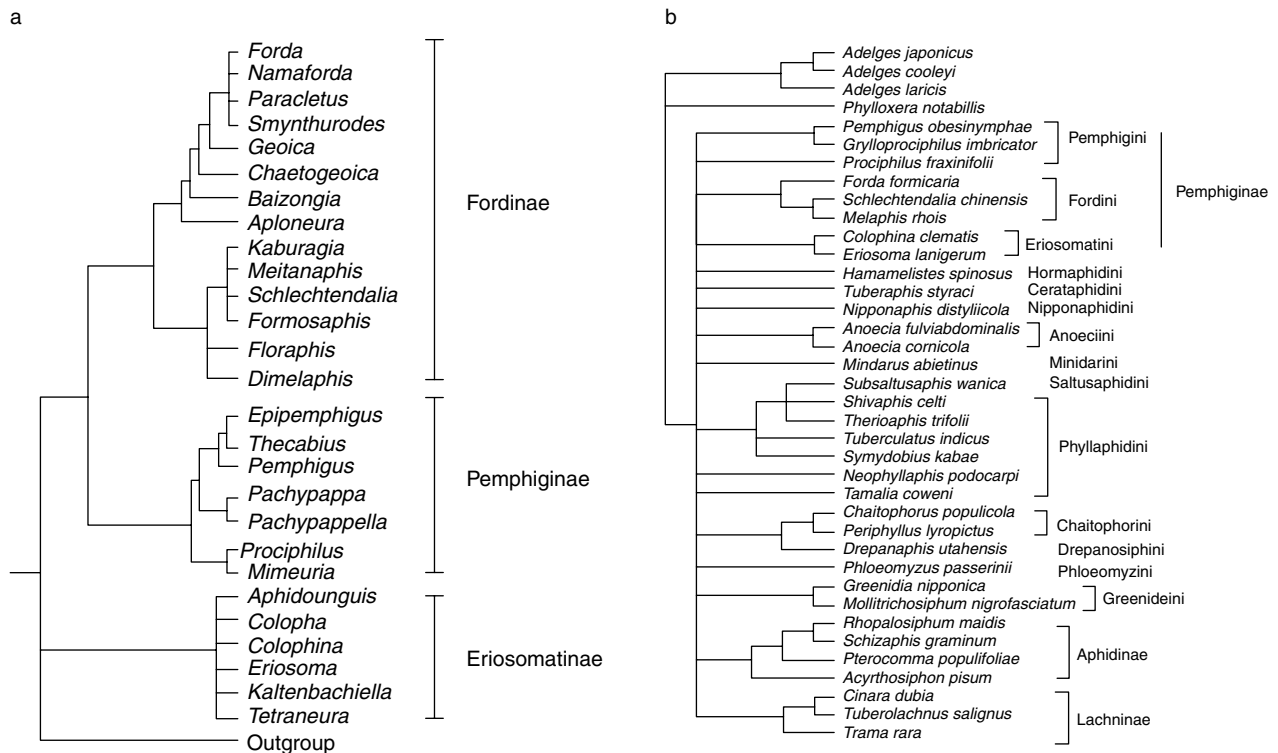 a
Forda
Namaforda
Paracletus
Smynthurodes
Geoica
Chaetogeoica
Baizongia
Aploneura
Kaburagia
Meitanaphis
Schlechtendalia
Formosaphis
Floraphis
Dimelaphis
Fordinae
Epipemphigus
Thecabius
Pemphigus
Pachypappa
Pachypappella
Prociphilus
Mimeuria
Pemphiginae
Aphidounguis
Colopha
Colophina
Eriosoma
Kaltenbachiella
Tetraneura
Eriosomatinae
Outgroup
b
Adelges japonicus
Adelges cooleyi
Adelges laricis
Phylloxera notabillis
Pemphigus obesinymphae
Grylloprociphilus imbricator
Prociphilus fraxinifolii
Pemphigini
Forda formicaria
Schlechtendalia chinensis
Melaphis rhois
Fordini
Colophina clematis
Eriosoma lanigerum
Eriosomatini
Pemphiginae
Hamamelistes spinosus Hormaphidini
Tuberaphis styraci Cerataphidini
Nipponaphis distyliicola Nipponaphidini
Anoecia fulviabdominalis
Anoecia cornicola
Anoeciini
Mindarus abietinus Minidarini
Subsaltusaphis wanica Saltusaphidini
Shivaphis celti
Therioaphis trifolii
Tuberculatus indicus
Symydobius kabae
Neophyllaphis podocarpi
Tamalia coweni
Phyllaphidini
Chaitophorus populicola
Periphyllus lyropictus
Chaitophorini
Drepanaphis utahensis Drepanosiphini
Phloeomyzus passerinii Phloeomyzini
Greenidia nipponica
Mollitrichosiphum nigrofasciatum
Greenideini
Rhopalosiphum maidis
Schizaphis graminum
Pterocomma populifoliae
Acyrthosiphon pisum
Aphidinae
Cinara dubia
Tuberolachnus salignus
Trama rara
Lachninae